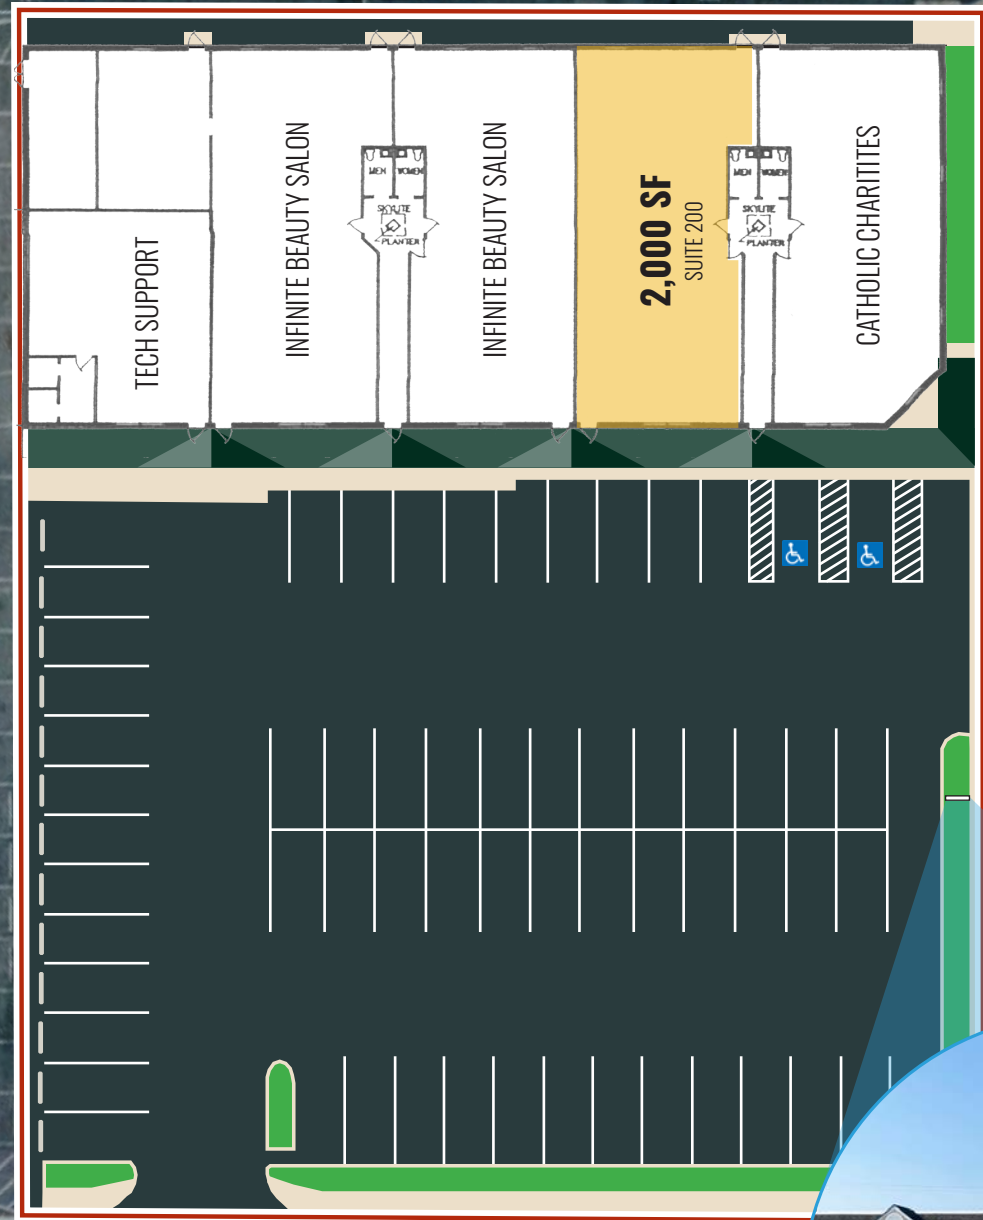 TECH SUPPORT
INFINITE BEAUTY SALON
MEN WOMEN
SKYLITE
PLANTER
INFINITE BEAUTY SALON
2,000 SF
SUITE 200
MEN WOMEN
SKYLITE
PLANTER
CATHOLIC CHARITITES